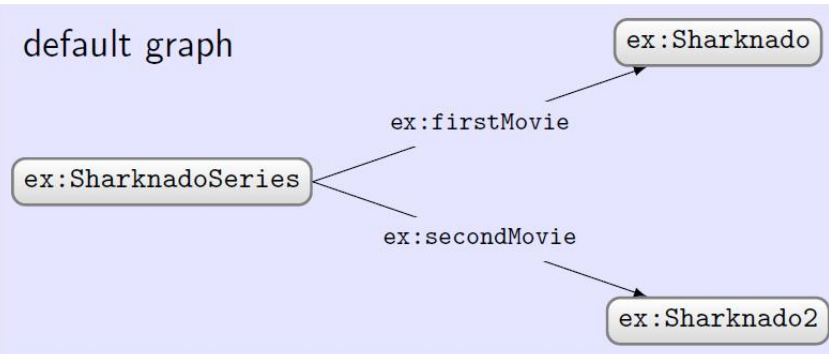 default graph
ex:Sharknado
ex:firstMovie
ex:SharknadoSeries
ex:secondMovie
ex:Sharknado2